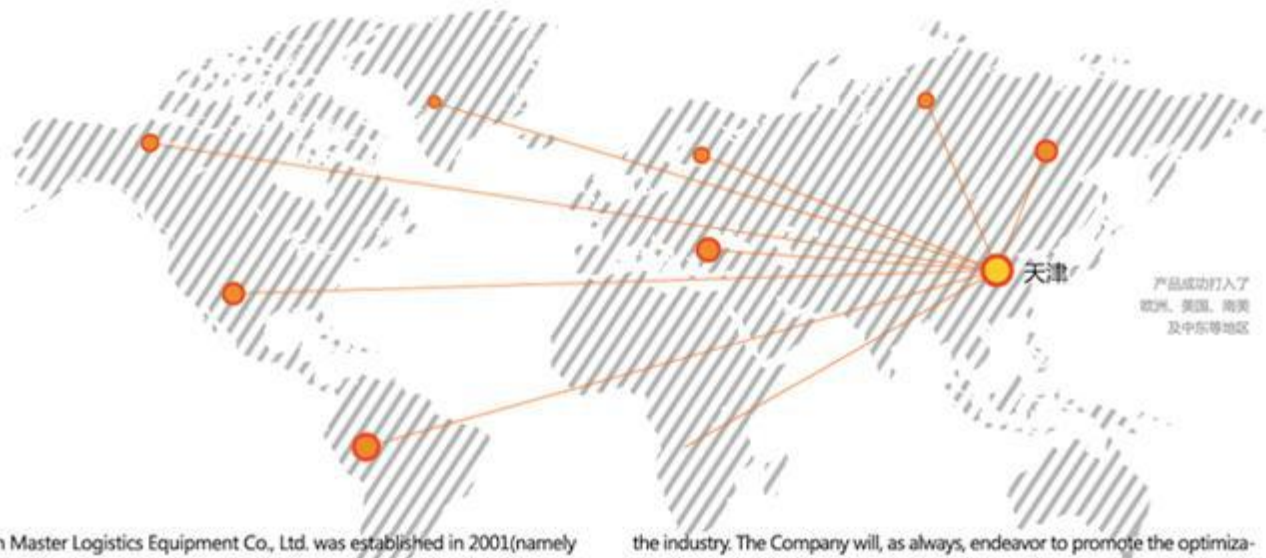 天津
产品成功打入了
欧洲、美国、南美
及中东等地区
n Master Logistics Equipment Co., Ltd. was established in 2001(namely
the industry. The Company will, as always, endeavor to promote the optimiza-